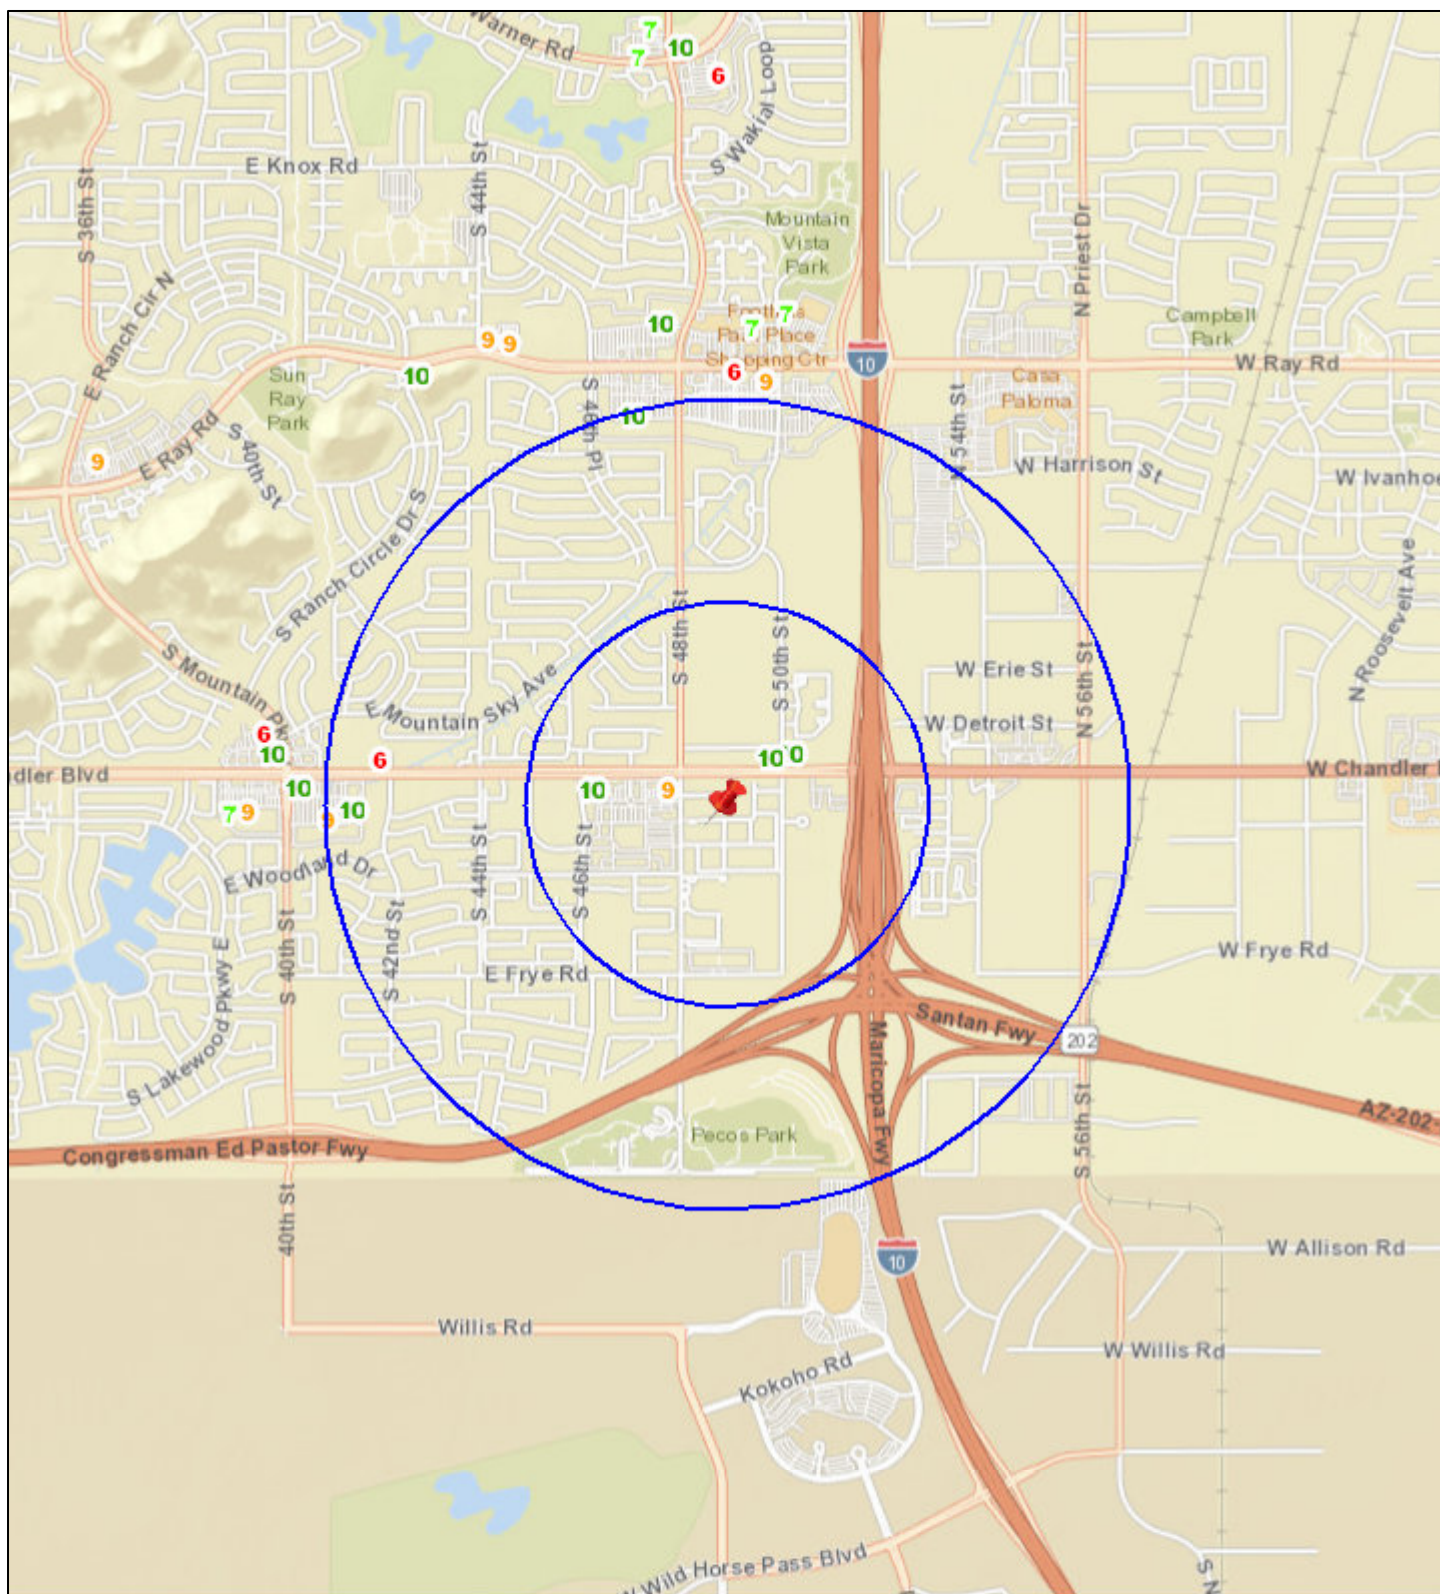 Warner Rd
7
7
10
6
S Wakial Loop
E Knox Rd
S 44th St
S 36th St
Mountain
Vista
Park
N Priest Dr
E Ranch Cir N
10
7
7
Place
Shopping Ctr
Campbell
Park
9
9
10
6
9
10
W Ray Rd
Sun
Ray
Park
Casa
Paloma
10
S 46th Pl
N 54th St
E Ray Rd
S 40th St
9
W Harrison St
W Ivanhoe
S Ranch Circle Dr S
N Roosevelt Ave
S 48th St
S 50th St
W Erie St
N 56th St
S Mountain Pk
E Mountain Sky Ave
W Detroit St
6
10
6
10
dler Blvd
W Chandler
10
10
9
7
9
9
10
E Woodland Dr
S 44th St
S 46th St
S 42nd St
S 40th St
S Lakewood Pkwy E
E Frye Rd
W Frye Rd
Santan Fwy
202
Maricopa Fwy
AZ-202-
Pecos Park
S 56th St
Congressman Ed Pastor Fwy
40th St
10
W Allison Rd
Willis Rd
W Willis Rd
Kokoho Rd
W Wild Horse Pass Blvd
S N